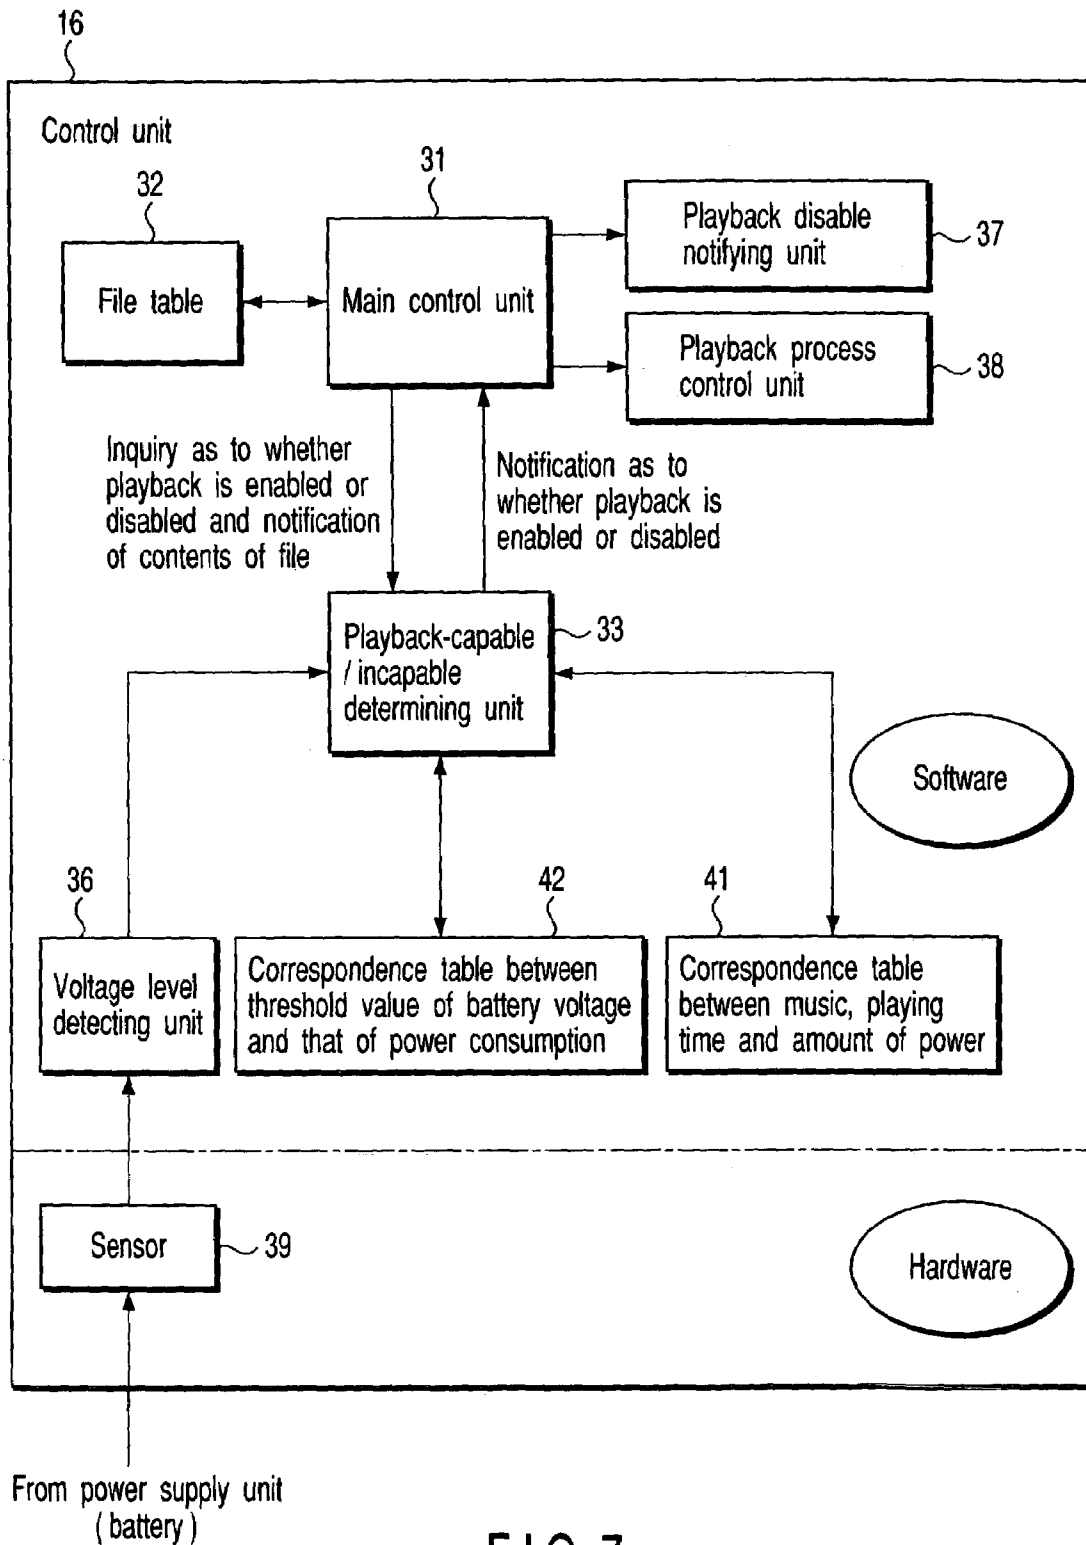 16
Control unit
32
File table
31
Main control unit
Playback disable
notifying unit
37
Playback process
control unit
38
Inquiry as to whether
playback is enabled or
disabled and notification
of contents of file
Notification as to
whether playback is
enabled or disabled
Playback-capable
/ incapable
determining unit
33
Software
36
Voltage level
detecting unit
42
Correspondence table between
threshold value of battery voltage
and that of power consumption
41
Correspondence table
between music, playing
time and amount of power
Sensor
39
Hardware
From power supply unit
( battery )
FIG 7